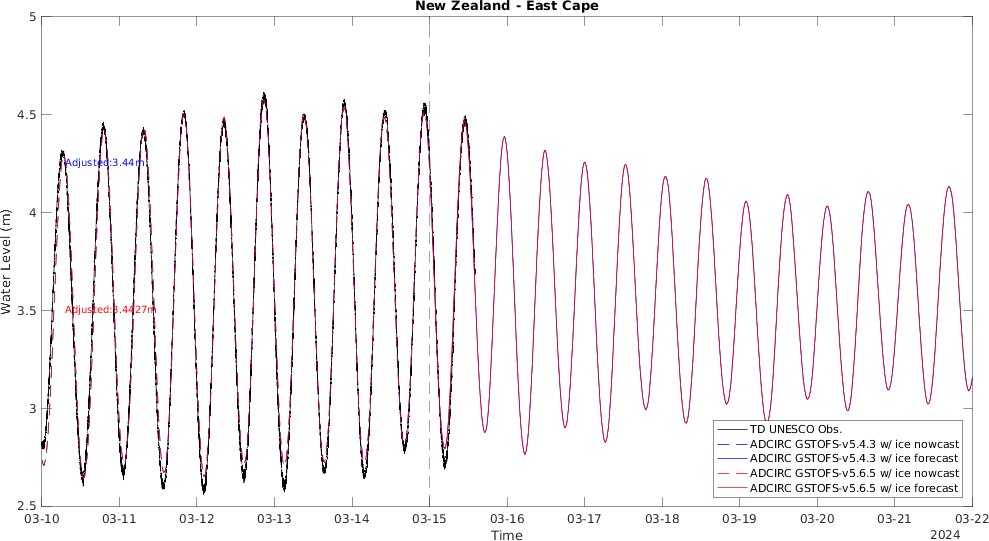 New Zealand - East Cape
5
4.5
4
3.5
3
2.5
Water Level (m)
Adjusted:3.44m
Adjusted:3.4427m
TD UNESCO Obs.
ADCIRC GSTOFS-v5.4.3 w/ ice nowcast
ADCIRC GSTOFS-v5.4.3 w/ ice forecast
ADCIRC GSTOFS-v5.6.5 w/ ice nowcast
ADCIRC GSTOFS-v5.6.5 w/ ice forecast
03-10 03-11 03-12 03-13 03-14 03-15 03-16 03-17 03-18 03-19 03-20 03-21 03-22
Time
2024